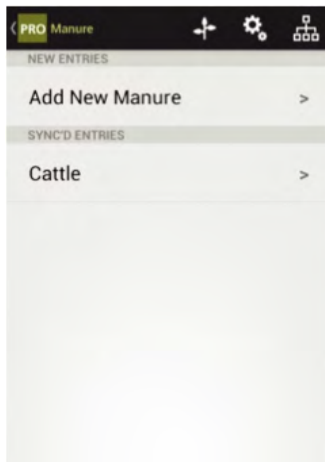 PRO Manure
NEW ENTRIES
Add New Manure >
SYNC'D ENTRIES
Cattle >